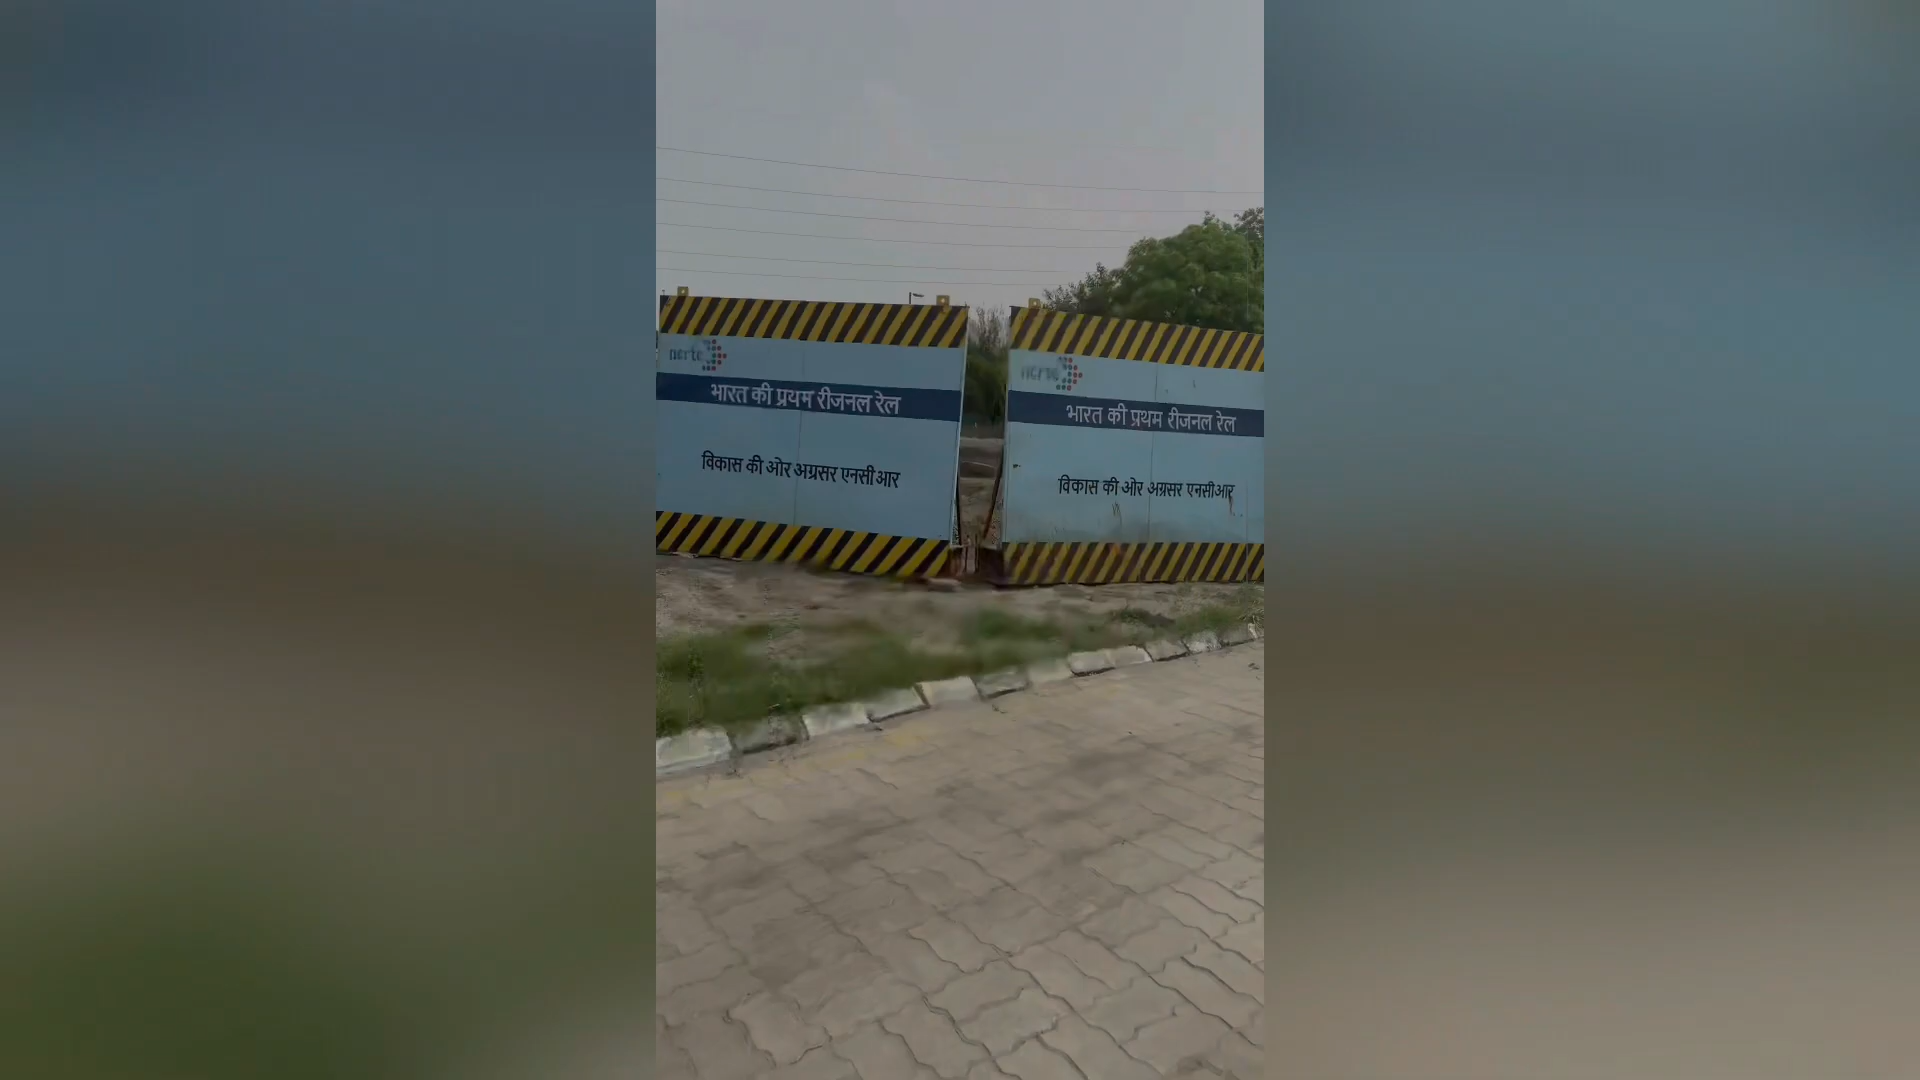 ncrtc
भारत की प्रथम रीजनल रेल
विकास की ओर अग्रसर एनसीआर
ncrtc
भारत की प्रथम रीजनल रेल
विकास की ओर अग्रसर एनसीआर